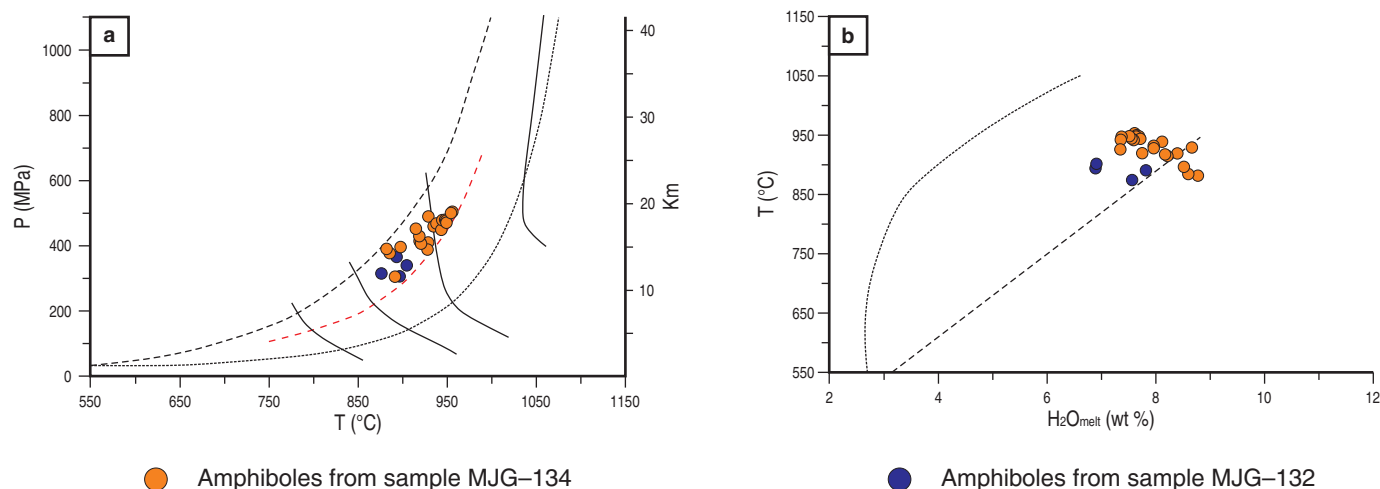 a
1000
800
600
400
200
0
P (MPa)
40
30
20
10
Km
550 650 750 850 950 1050 1150
T (°C)
b
1150
1050
950
850
750
650
550
T (°C)
2 4 6 8 10 12
H₂Omelt (wt %)
Amphiboles from sample MJG–134
Amphiboles from sample MJG–132